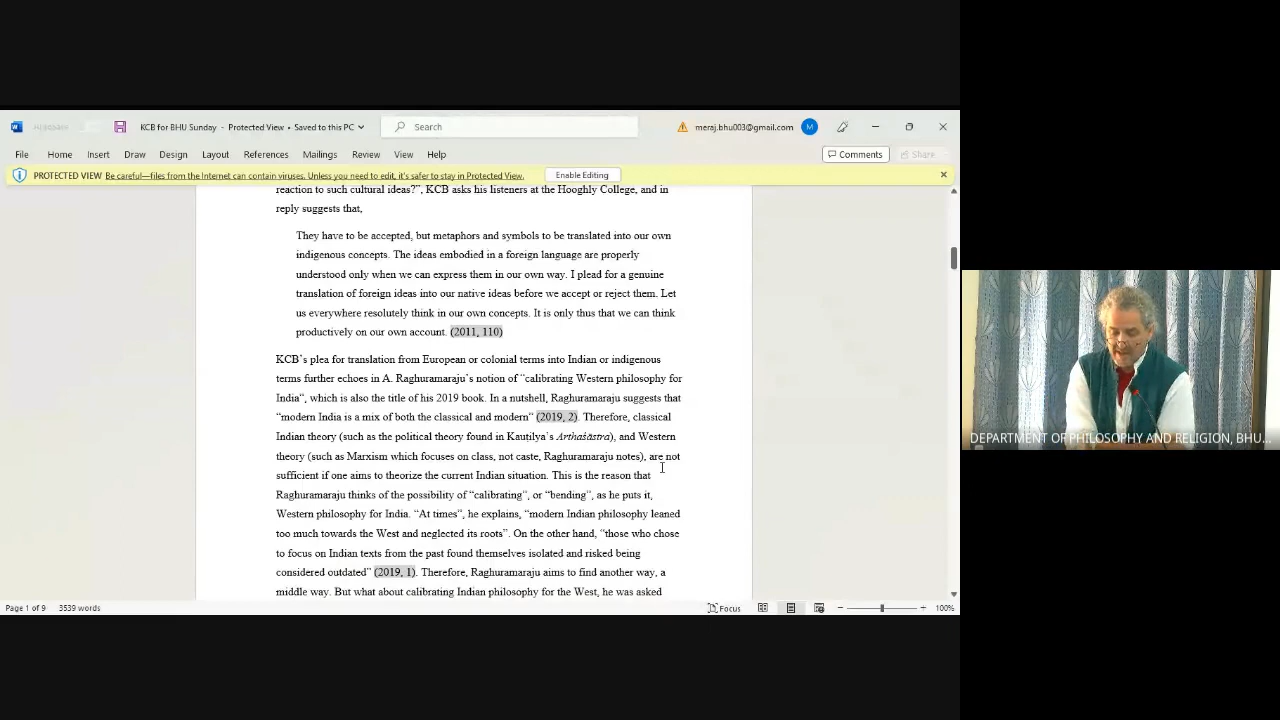 KCB for BHU Sunday - Protected View • Saved to this PC
Search
meraj.bhu003@gmail.com
M
File Home Insert Draw Design Layout References Mailings Review View Help
Comments
Share
PROTECTED VIEW Be careful—files from the Internet can contain viruses. Unless you need to edit, it's safer to stay in Protected View.
Enable Editing
reaction to such cultural ideas?”, KCB asks his listeners at the Hooghly College, and in
reply suggests that,
They have to be accepted, but metaphors and symbols to be translated into our own
indigenous concepts. The ideas embodied in a foreign language are properly
understood only when we can express them in our own way. I plead for a genuine
translation of foreign ideas into our native ideas before we accept or reject them. Let
us everywhere resolutely think in our own concepts. It is only thus that we can think
productively on our own account. (2011, 110)
KCB’s plea for translation from European or colonial terms into Indian or indigenous
terms further echoes in A. Raghuramaraju’s notion of “calibrating Western philosophy for
India”, which is also the title of his 2019 book. In a nutshell, Raghuramaraju suggests that
“modern India is a mix of both the classical and modern” (2019, 2). Therefore, classical
Indian theory (such as the political theory found in Kauṭilya’s Arthaśāstra), and Western
theory (such as Marxism which focuses on class, not caste, Raghuramaraju notes), are not
sufficient if one aims to theorize the current Indian situation. This is the reason that
Raghuramaraju thinks of the possibility of “calibrating”, or “bending”, as he puts it,
Western philosophy for India. “At times”, he explains, “modern Indian philosophy leaned
too much towards the West and neglected its roots”. On the other hand, “those who chose
to focus on Indian texts from the past found themselves isolated and risked being
considered outdated” (2019, 1). Therefore, Raghuramaraju aims to find another way, a
middle way. But what about calibrating Indian philosophy for the West, he was asked
Page 1 of 9 3539 words
Focus
100%
DEPARTMENT OF PHILOSOPHY AND RELIGION, BHU...